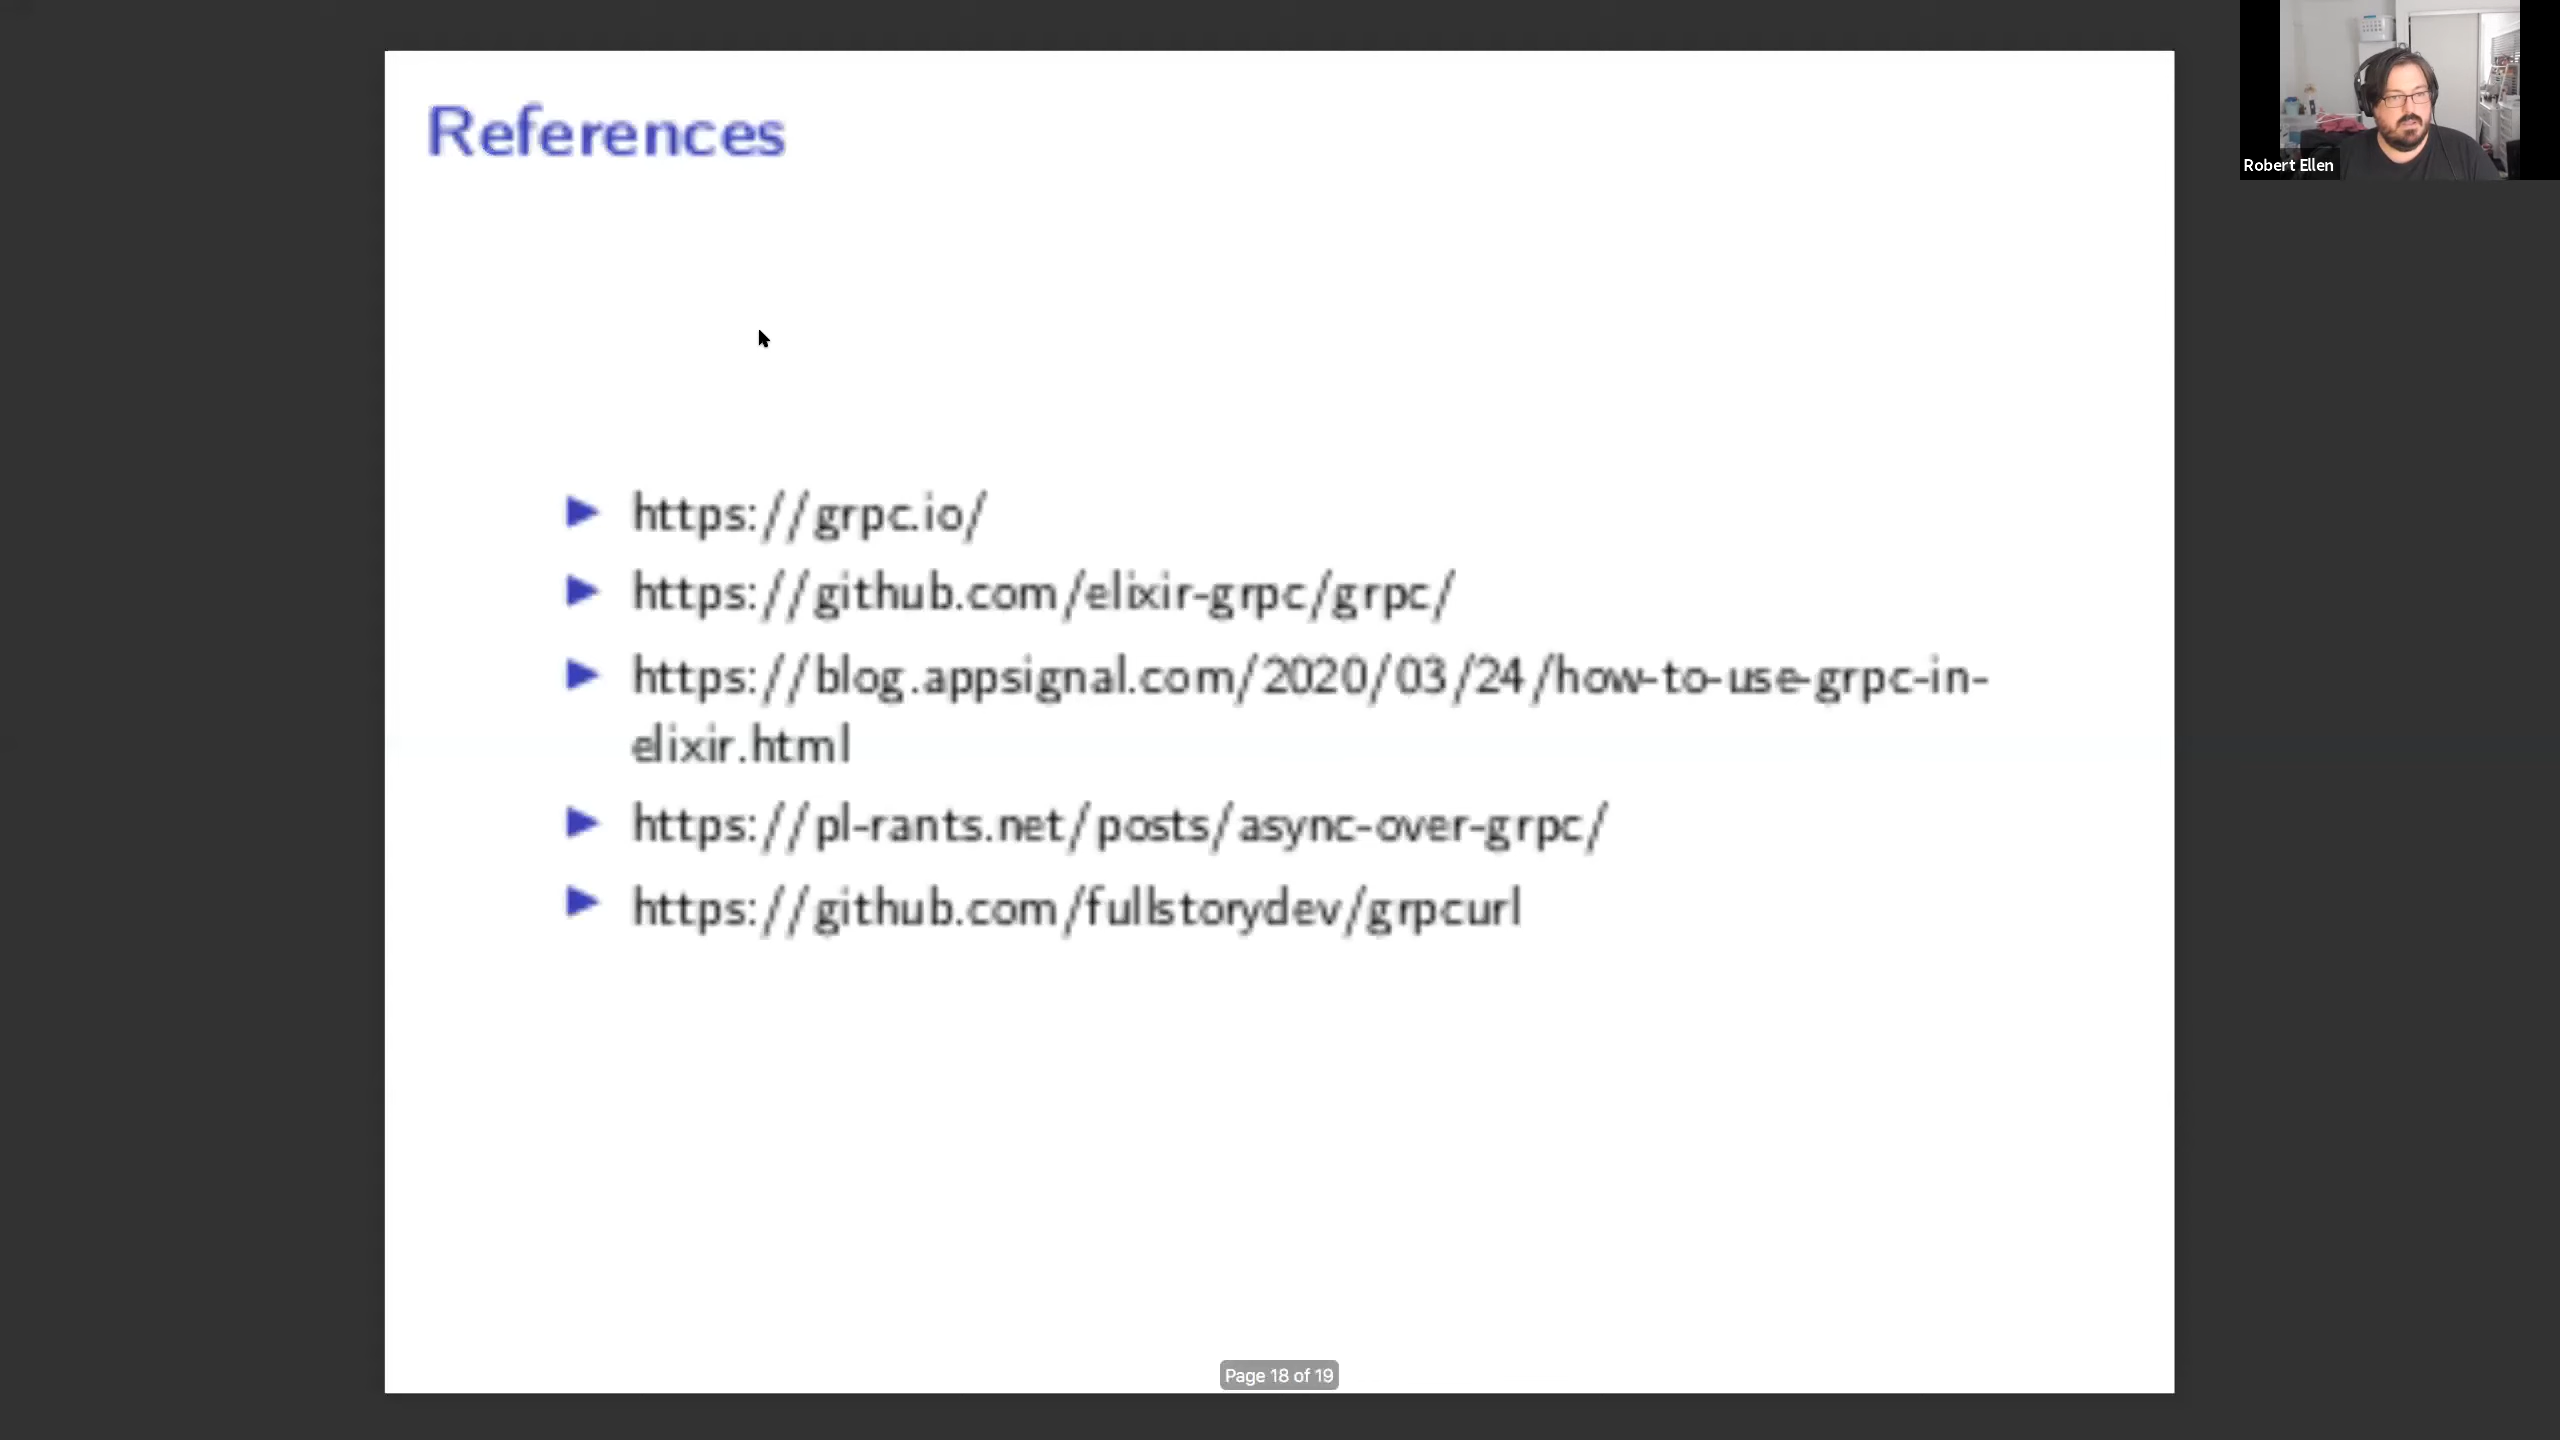 References
Robert Ellen
https://grpc.io/
https://github.com/elixir-grpc/grpc/
https://blog.appsignal.com/2020/03/24/how-to-use-grpc-in-
elixir.html
https://pl-rants.net/posts/async-over-grpc/
https://github.com/fullstorydev/grpcurl
Page 18 of 19